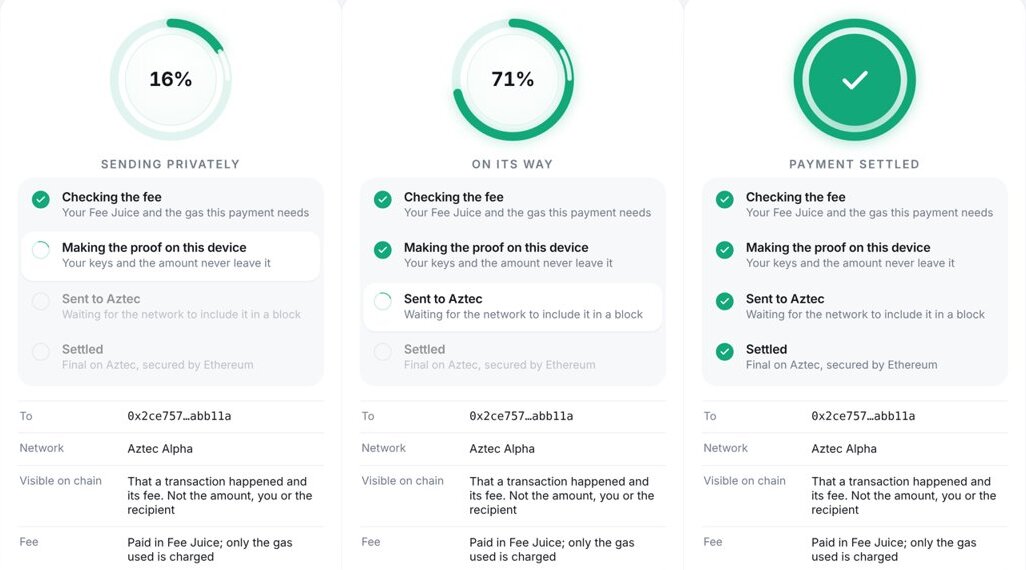 16%
SENDING PRIVATELY
Checking the fee
Your Fee Juice and the gas this payment needs
Making the proof on this device
Your keys and the amount never leave it
Sent to Aztec
Waiting for the network to include it in a block
Settled
Final on Aztec, secured by Ethereum
To
0x2ce757…abb11a
Network
Aztec Alpha
Visible on chain
That a transaction happened and
its fee. Not the amount, you or the
recipient
Fee
Paid in Fee Juice; only the gas
used is charged
71%
ON ITS WAY
Checking the fee
Your Fee Juice and the gas this payment needs
Making the proof on this device
Your keys and the amount never leave it
Sent to Aztec
Waiting for the network to include it in a block
Settled
Final on Aztec, secured by Ethereum
To
0x2ce757…abb11a
Network
Aztec Alpha
Visible on chain
That a transaction happened and
its fee. Not the amount, you or the
recipient
Fee
Paid in Fee Juice; only the gas
used is charged
PAYMENT SETTLED
Checking the fee
Your Fee Juice and the gas this payment needs
Making the proof on this device
Your keys and the amount never leave it
Sent to Aztec
Waiting for the network to include it in a block
Settled
Final on Aztec, secured by Ethereum
To
0x2ce757…abb11a
Network
Aztec Alpha
Visible on chain
That a transaction happened and
its fee. Not the amount, you or the
recipient
Fee
Paid in Fee Juice; only the gas
used is charged